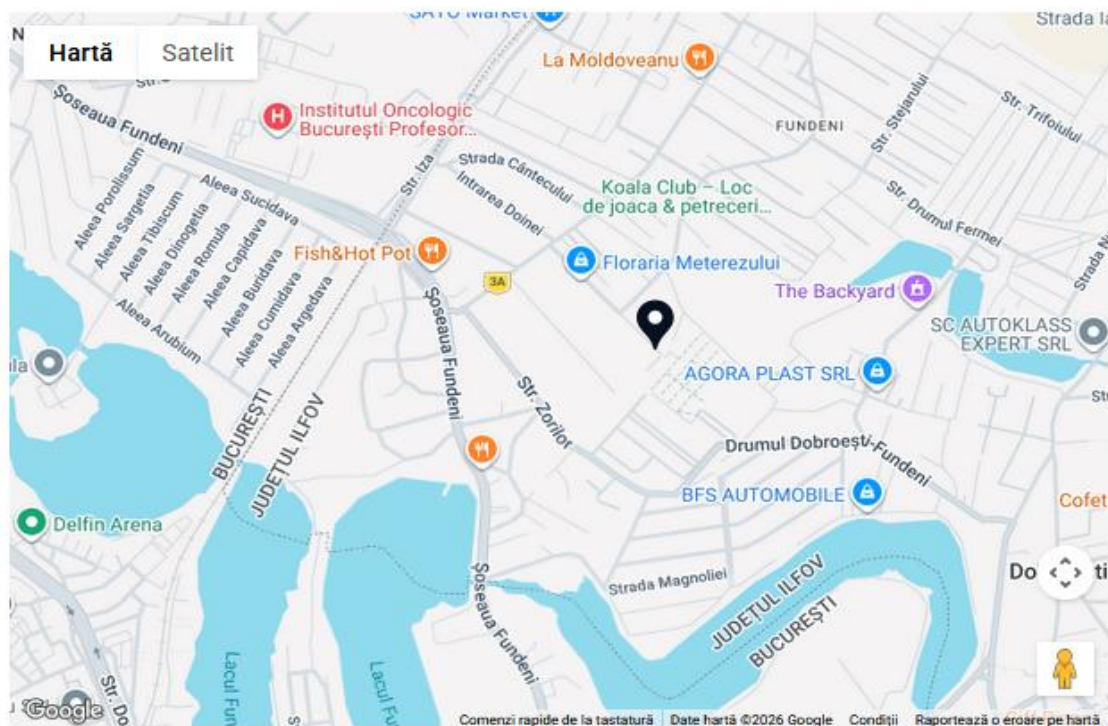 SATU Market
Strada
N
Hartă
Satelit
La Moldoveanu
Șoseaua Fundeni
Institutul Oncologic
București Profesor...
FUNDENI
Str. Stejarului
Str. Trifoiului
Str. Iza
Strada Cântecului
Intrarea Doinei
Koala Club – Loc
de joaca & petreceri...
Str. Drumul Fermei
Aleea Porolissum
Aleea Sargetia
Aleea Tibiscum
Aleea Dinogetia
Aleea Romula
Aleea Sucidava
Aleea Capidava
Aleea Buridava
Aleea Cumidava
Aleea Argedava
Aleea Arubium
Fish&Hot Pot
3A
Floraria Meterezului
The Backyard
SC AUTOKLASS
EXPERT SRL
AGORA PLAST SRL
Șoseaua Fundeni
Str. Zorilor
BUCUREȘTI
JUDEȚUL ILFOV
Drumul Dobroești-Fundeni
BFS AUTOMOBILE
Cofet
Delfin Arena
Strada Magnoliei
JUDEȚUL ILFOV
BUCUREȘTI
Șoseaua Fundeni
Lacul Fund
Lacul
Google
Comenzi rapide de la tastatură
Date hartă ©2026 Google
Condiții
Raportează o eroare pe hartă